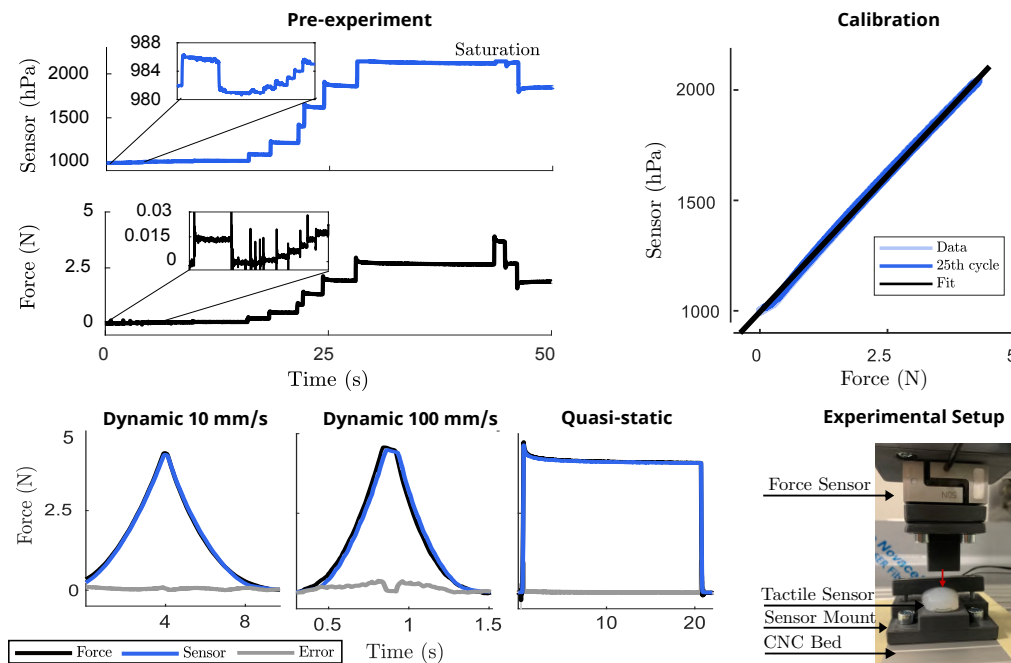 Pre-experiment
Calibration
Sensor (hPa)
2000
1500
1000
988
984
980
Saturation
Force (N)
5
2.5
0
0.03
0.015
0
0
25
50
Time (s)
Sensor (hPa)
2000
1500
1000
Data
25th cycle
Fit
0
2.5
5
Force (N)
Dynamic 10 mm/s
Dynamic 100 mm/s
Quasi-static
Experimental Setup
Force (N)
5
2.5
0
4
8
0.5
1
1.5
10
20
Time (s)
Force
Sensor
Error
Force Sensor
Tactile Sensor
Sensor Mount
CNC Bed
Novace